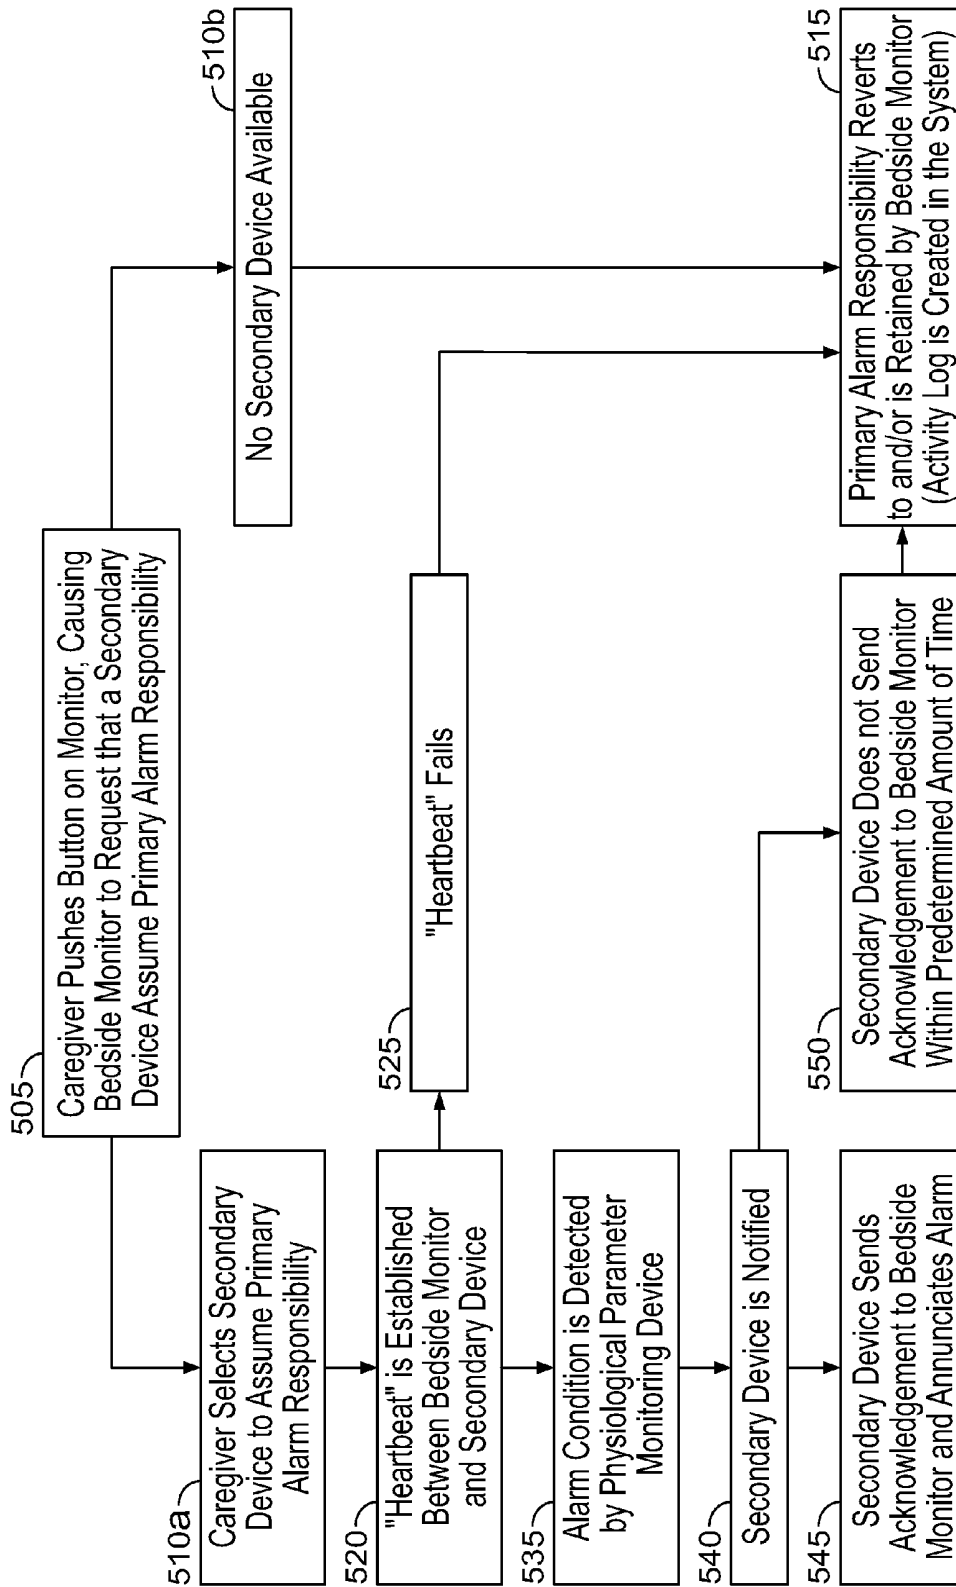 505
Caregiver Pushes Button on Monitor, Causing
Bedside Monitor to Request that a Secondary
Device Assume Primary Alarm Responsibility
510a
Caregiver Selects Secondary
Device to Assume Primary
Alarm Responsibility
510b
No Secondary Device Available
520
"Heartbeat" is Established
Between Bedside Monitor
and Secondary Device
525
"Heartbeat" Fails
535
Alarm Condition is Detected
by Physiological Parameter
Monitoring Device
540
Secondary Device is Notified
545
Secondary Device Sends
Acknowledgement to Bedside
Monitor and Annunciates Alarm
550
Secondary Device Does not Send
Acknowledgement to Bedside Monitor
Within Predetermined Amount of Time
515
Primary Alarm Responsibility Reverts
to and/or is Retained by Bedside Monitor
(Activity Log is Created in the System)